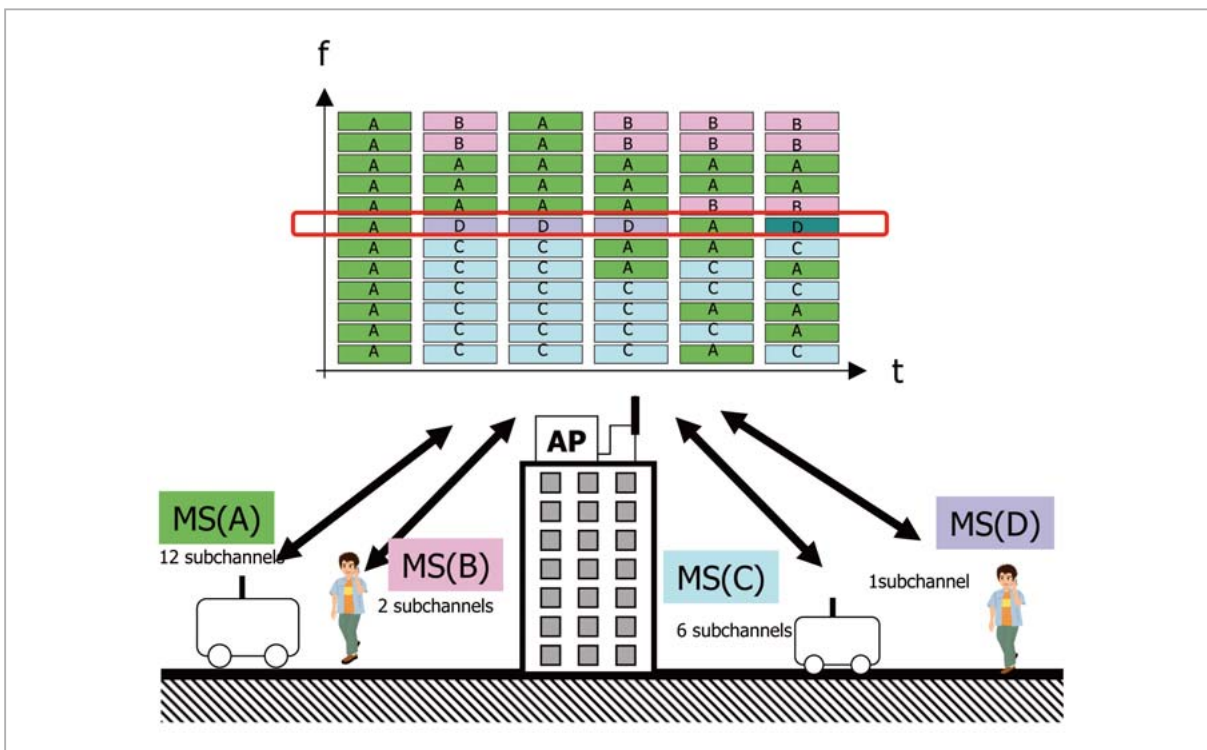 f
A B A B B B
A B A B B B
A A A A A A
A A A A A A
A A A A B B
A D D D A D
A C C A A C
A C C A C A
A C C C C C
A C C C A A
A C C C C A
A C C C A C
t
AP
MS(A)
12 subchannels
MS(B)
2 subchannels
MS(C)
6 subchannels
MS(D)
1subchannel